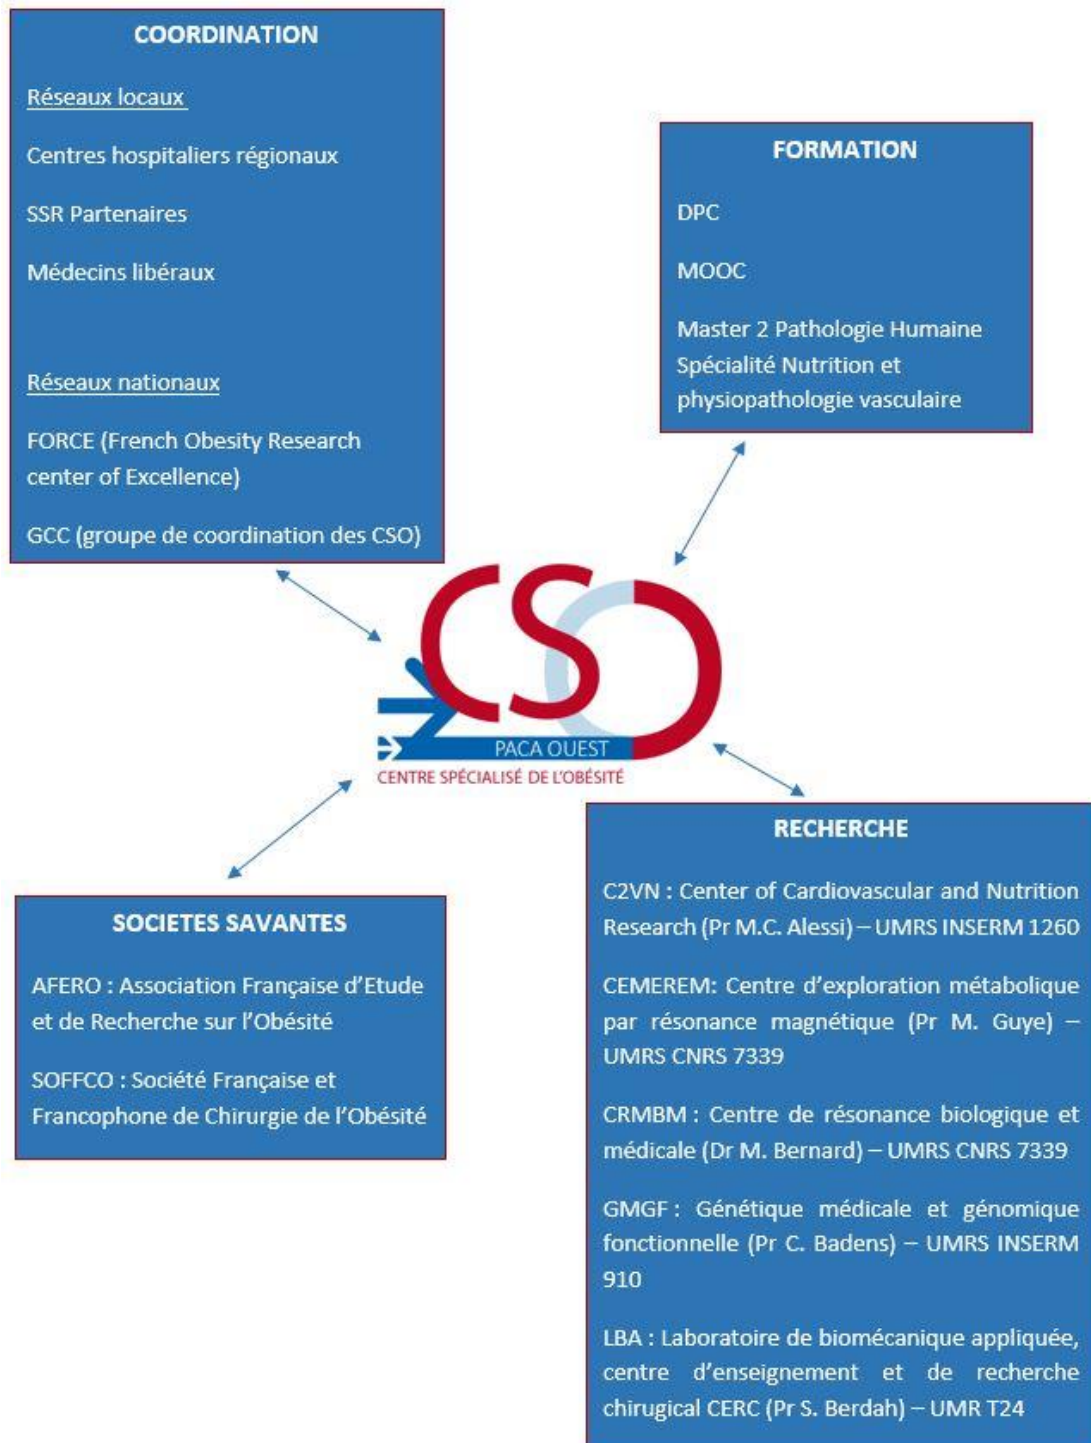 COORDINATION
Réseaux locaux
Centres hospitaliers régionaux
SSR Partenaires
Médecins libéraux
Réseaux nationaux
FORCE (French Obesity Research
center of Excellence)
GCC (groupe de coordination des CSO)
FORMATION
DPC
MOOC
Master 2 Pathologie Humaine
Spécialité Nutrition et
physiopathologie vasculaire
CSO
PACA OUEST
CENTRE SPÉCIALISÉ DE L'OBÉSITÉ
SOCIETES SAVANTES
AFERO : Association Française d'Etude
et de Recherche sur l'Obésité
SOFFCO : Société Française et
Francophone de Chirurgie de l'Obésité
RECHERCHE
C2VN : Center of Cardiovascular and Nutrition
Research (Pr M.C. Alessi) – UMRS INSERM 1260
CEMEREM: Centre d'exploration métabolique
par résonance magnétique (Pr M. Guye) –
UMRS CNRS 7339
CRMBM : Centre de résonance biologique et
médicale (Dr M. Bernard) – UMRS CNRS 7339
GMGF : Génétique médicale et génomique
fonctionnelle (Pr C. Badens) – UMRS INSERM
910
LBA : Laboratoire de biomécanique appliquée,
centre d'enseignement et de recherche
chirugical CERC (Pr S. Berdah) – UMR T24